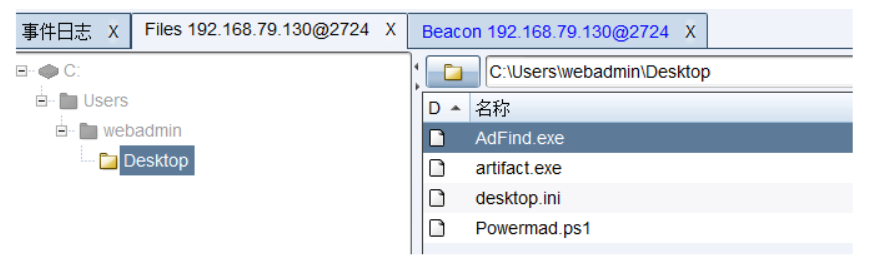 事件日志 X Files 192.168.79.130@2724 X Beacon 192.168.79.130@2724 X
C:
Users
webadmin
Desktop
C:\Users\webadmin\Desktop
D 名称
AdFind.exe
artifact.exe
desktop.ini
Powermad.ps1